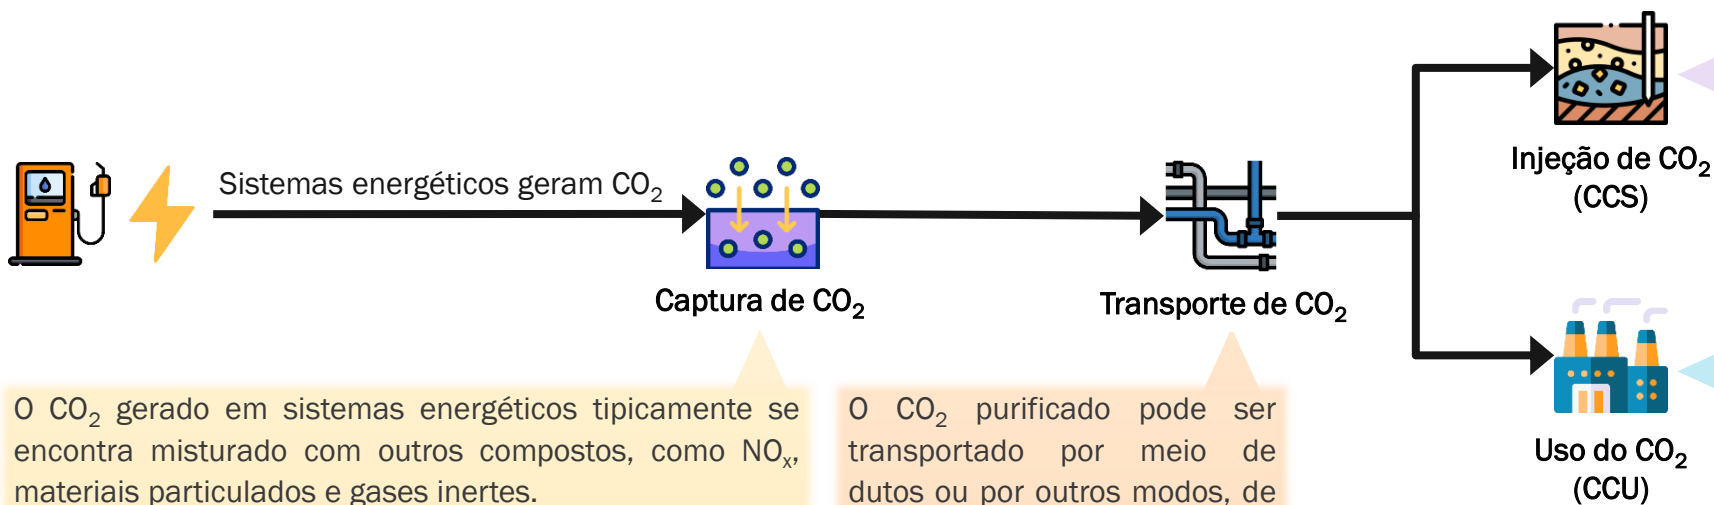 Sistemas energéticos geram CO₂
Captura de CO₂
Transporte de CO₂
Injeção de CO₂
(CCS)
Uso do CO₂
(CCU)
O CO₂ gerado em sistemas energéticos tipicamente se
encontra misturado com outros compostos, como NOₓ,
materiais particulados e gases inertes.
O CO₂ purificado pode ser
transportado por meio de
dutos ou por outros modos, de